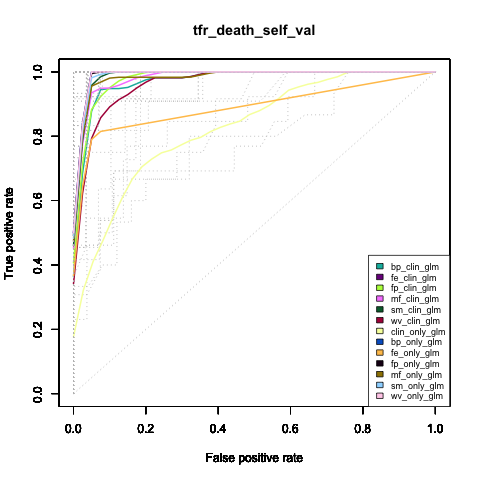 tfr_death_self_val
True positive rate
1.0
0.8
0.6
0.4
0.2
0.0
0.0 0.2 0.4 0.6 0.8 1.0
False positive rate
bp_clin_glm
fe_clin_glm
fp_clin_glm
mf_clin_glm
sm_clin_glm
wv_clin_glm
clin_only_glm
bp_only_glm
fe_only_glm
fp_only_glm
mf_only_glm
sm_only_glm
wv_only_glm